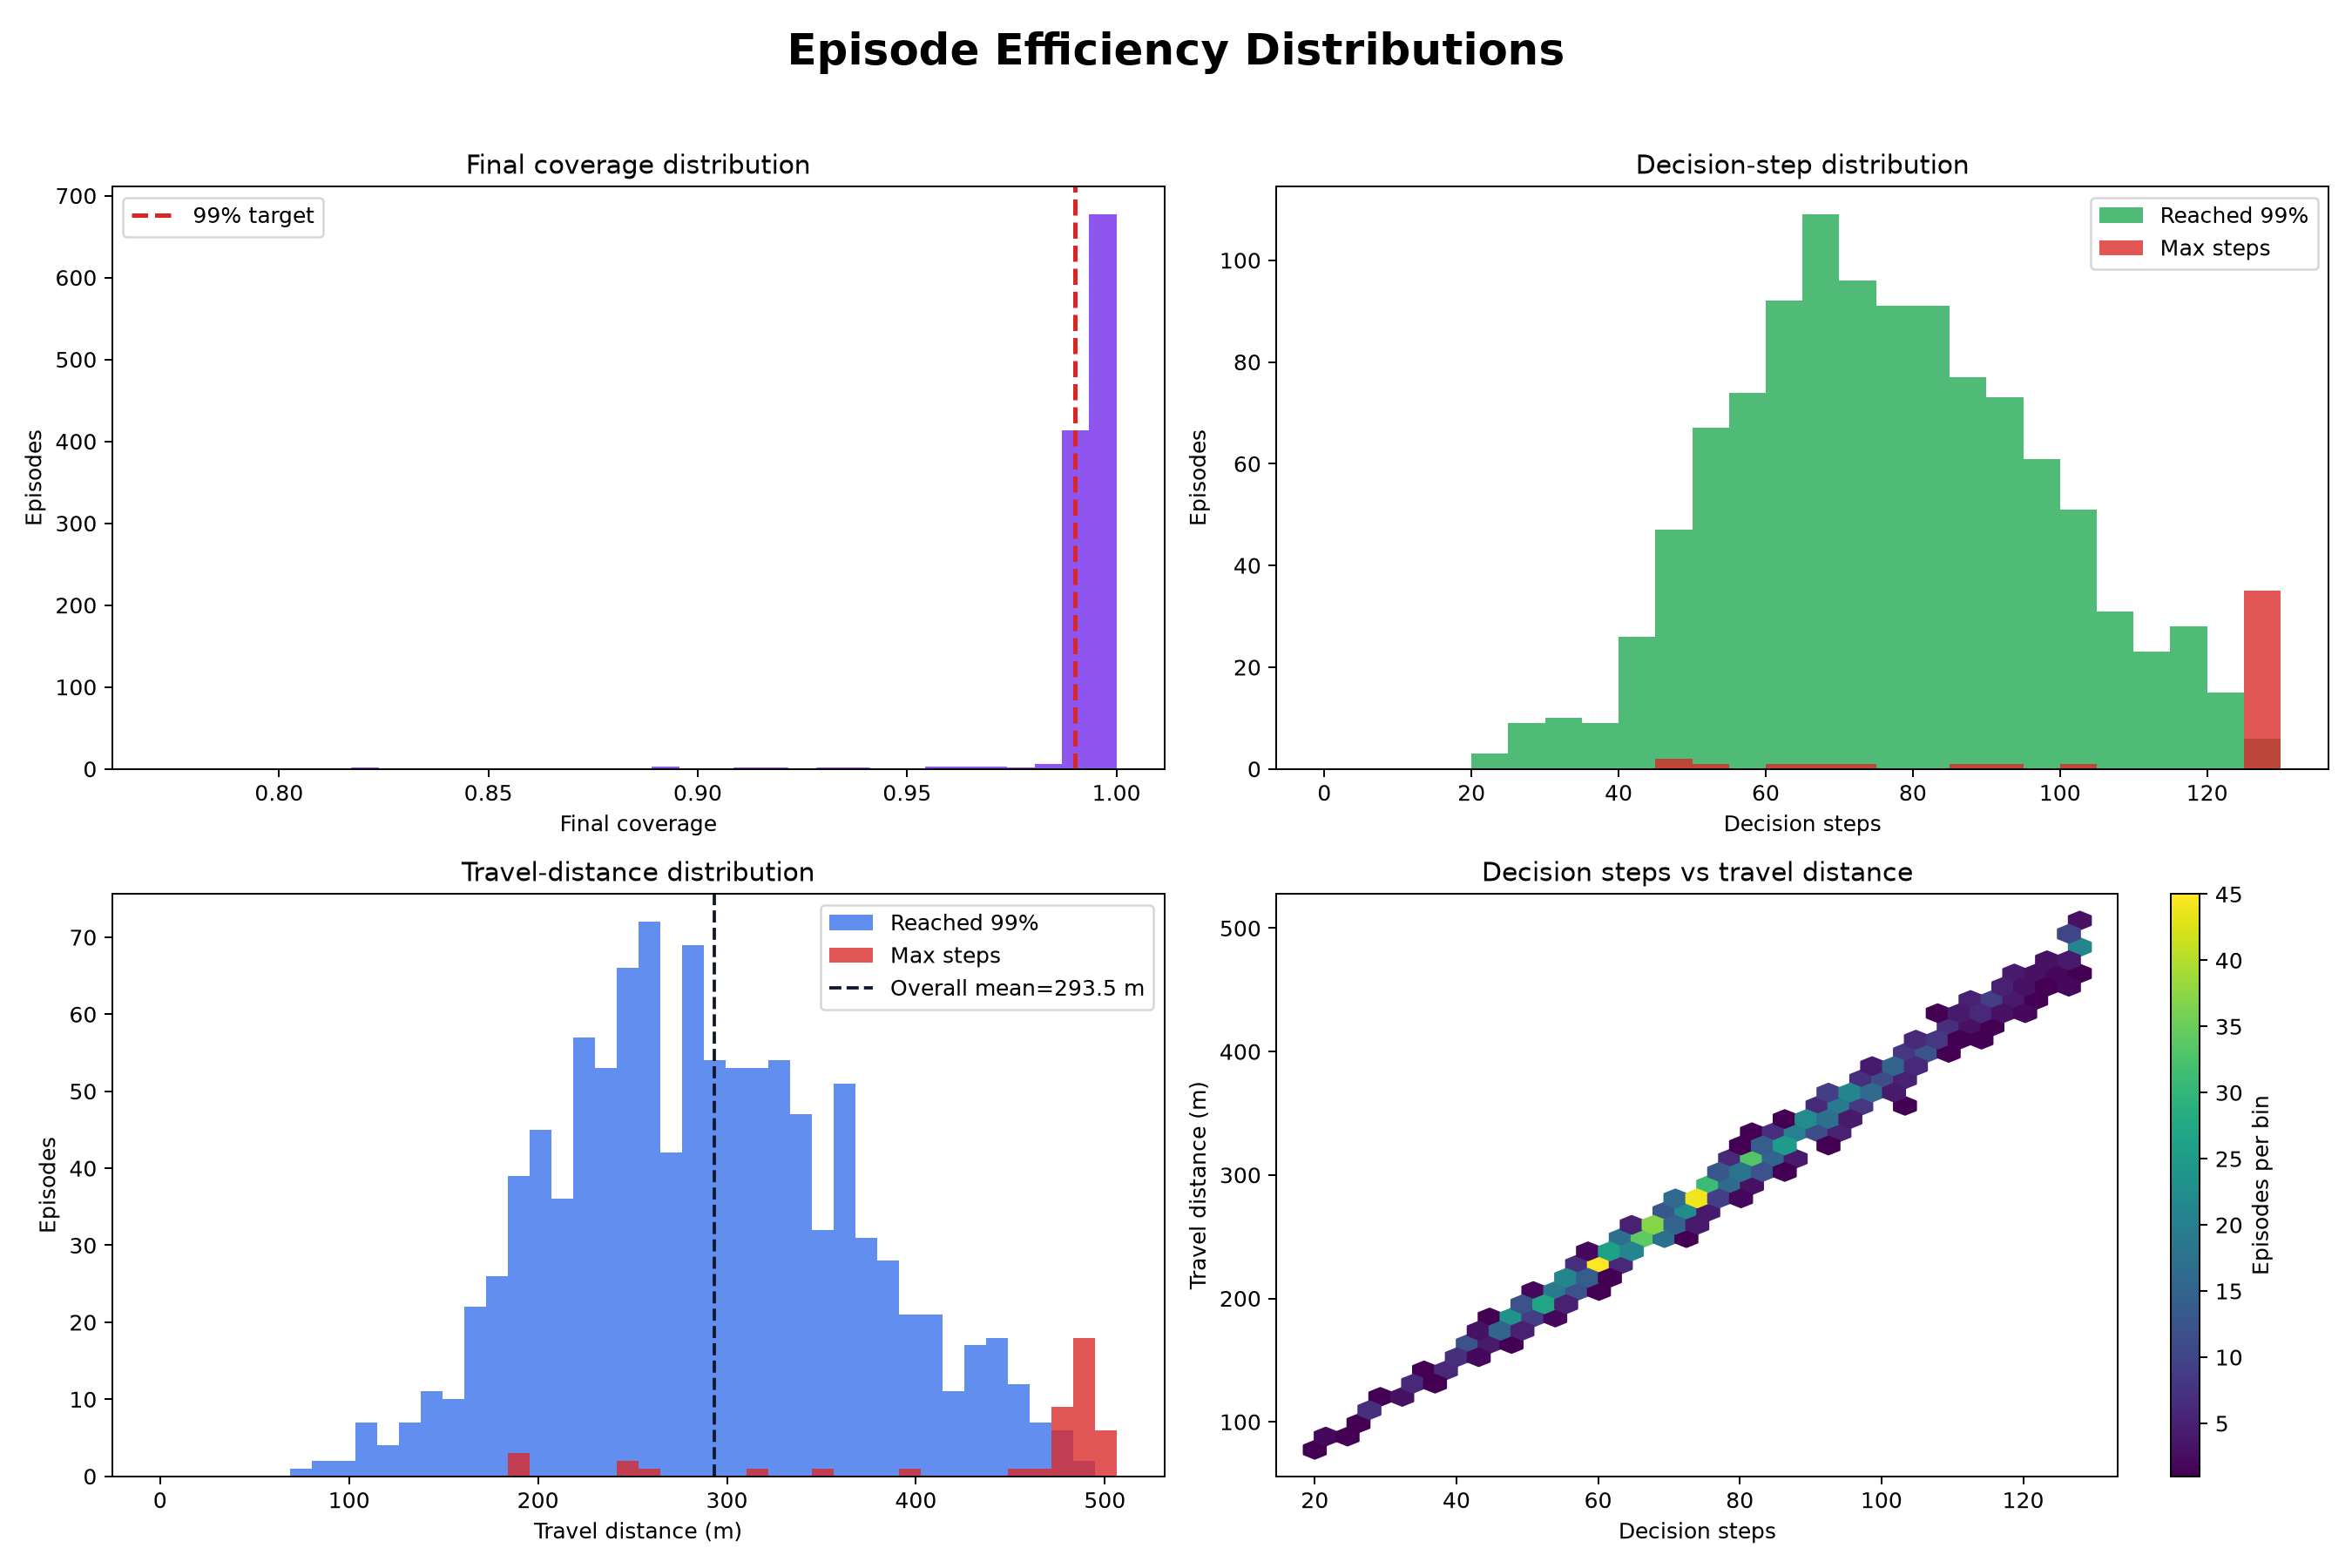 Episode Efficiency Distributions
Final coverage distribution
99% target
Episodes
700
600
500
400
300
200
100
0
0.80 0.85 0.90 0.95 1.00
Final coverage
Decision-step distribution
Reached 99%
Max steps
Episodes
100
80
60
40
20
0
0 20 40 60 80 100 120
Decision steps
Travel-distance distribution
Reached 99%
Max steps
Overall mean=293.5 m
Episodes
70
60
50
40
30
20
10
0
0 100 200 300 400 500
Travel distance (m)
Decision steps vs travel distance
Travel distance (m)
500
400
300
200
100
20 40 60 80 100 120
Decision steps
45
40
35
30
25
20
15
10
5
Episodes per bin